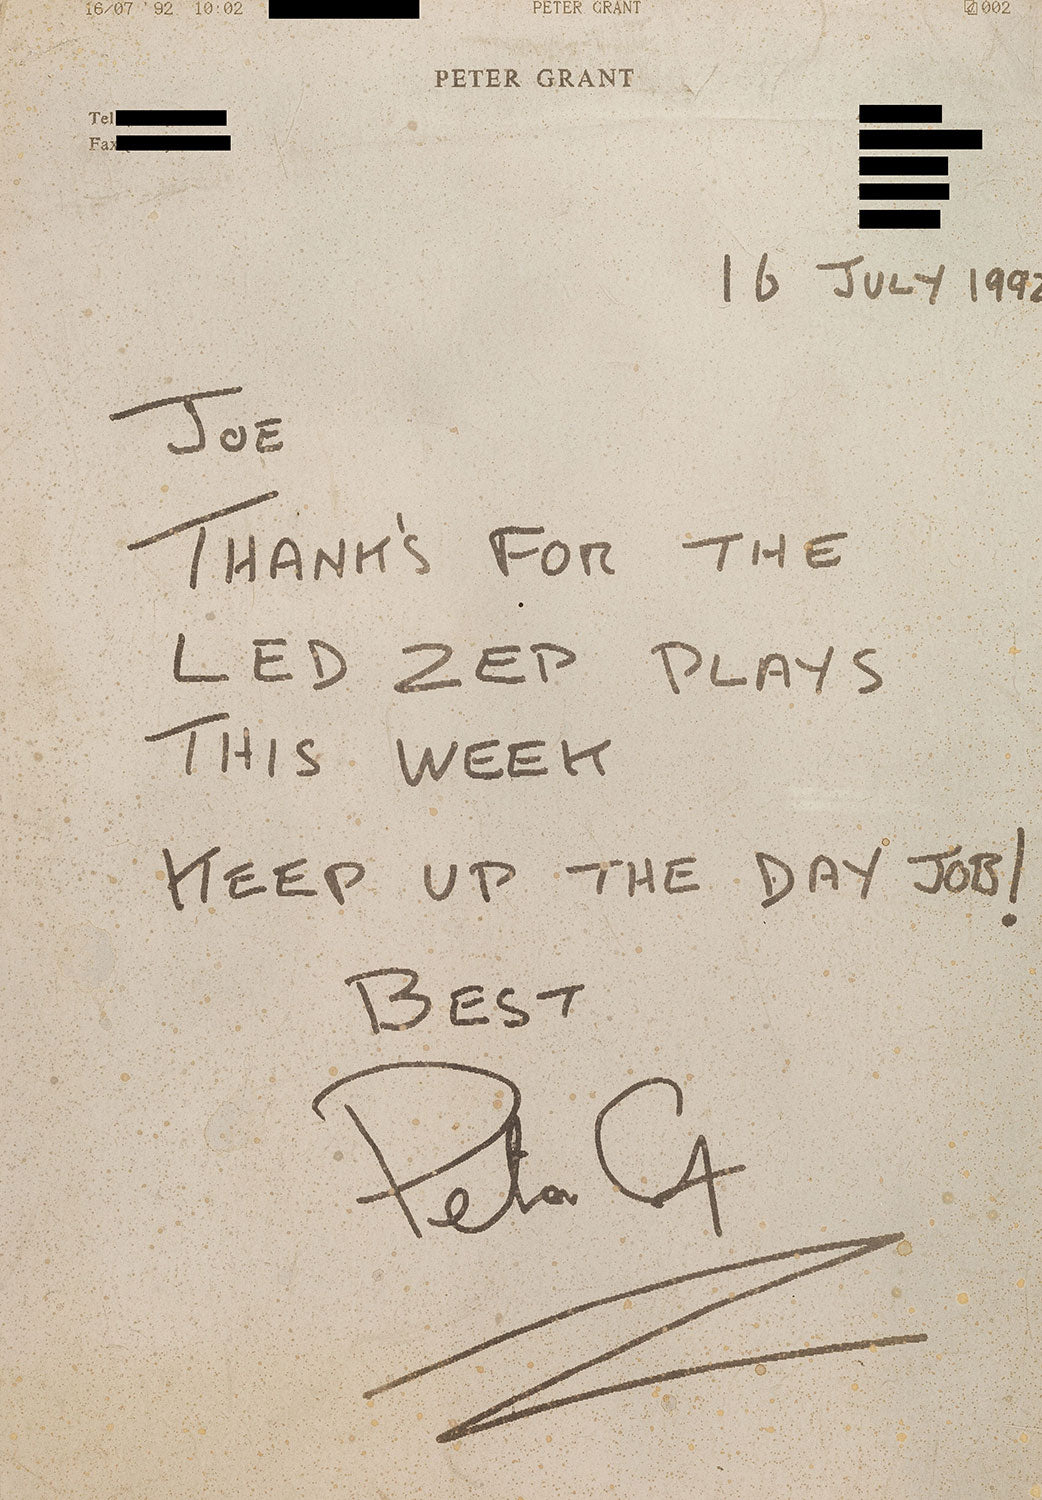 16/07 '92 10:02 PETER GRANT 002
PETER GRANT
Tel
Fax
16 JULY 1992
JOE
THANK'S FOR THE
LED ZEP PLAYS
THIS WEEK
KEEP UP THE DAY JOB!
BEST
Peter G